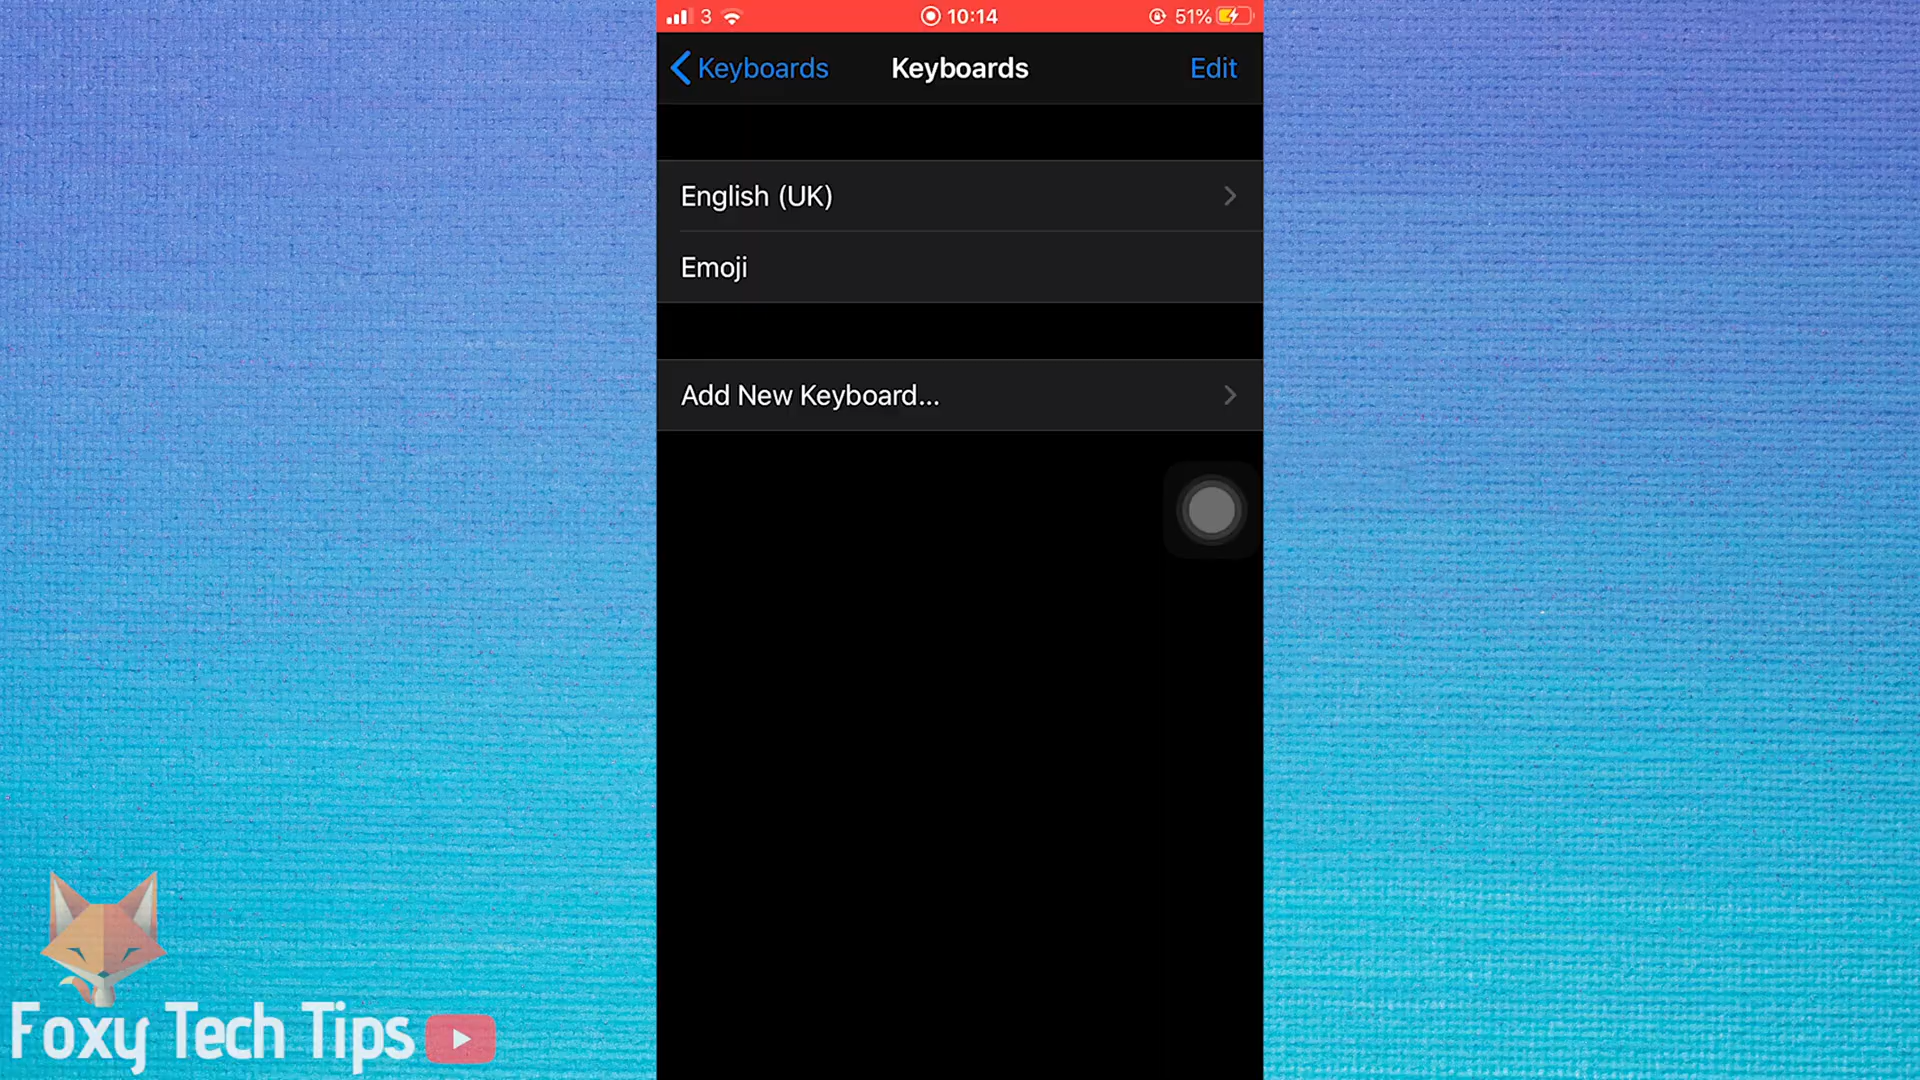 3 10:14 51%
Keyboards Keyboards Edit
English (UK)
Emoji
Add New Keyboard...
Foxy Tech Tips